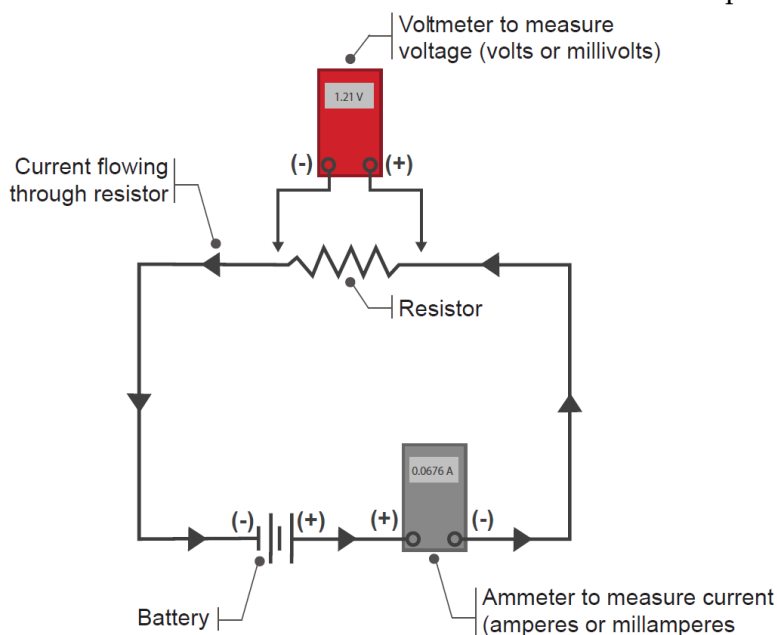 Voltmeter to measure
voltage (volts or millivolts)
1.21 V
(-)
(+)
Current flowing
through resistor
Resistor
0.0676 A
(-)
(+)
(+)
(-)
Battery
Ammeter to measure current
(amperes or millamperes